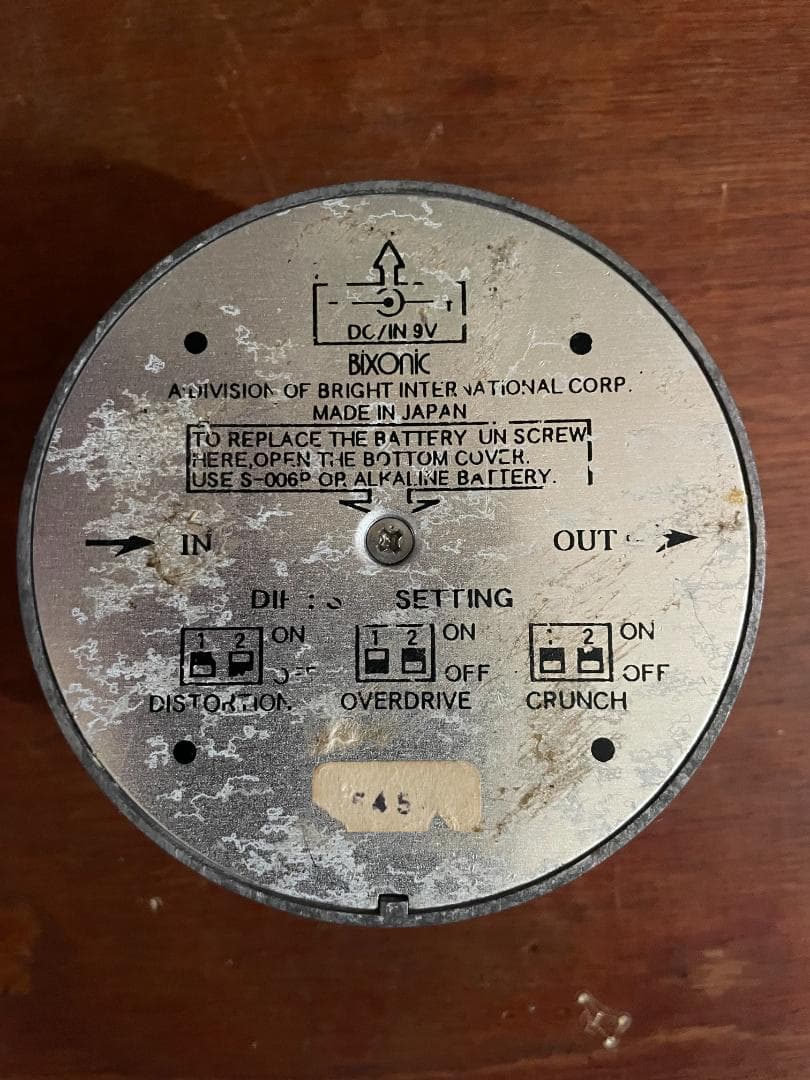 DC/IN 9V
BIXONIC
A DIVISION OF BRIGHT INTERNATIONAL CORP.
MADE IN JAPAN
TO REPLACE THE BATTERY UN SCREW
HERE,OPEN THE BOTTOM COVER.
USE S-006P OR ALKALINE BATTERY.
IN OUT
SETTING
1 2 ON 1 2 ON 1 2 ON
OFF OFF OFF
DISTORTION OVERDRIVE CRUNCH
45